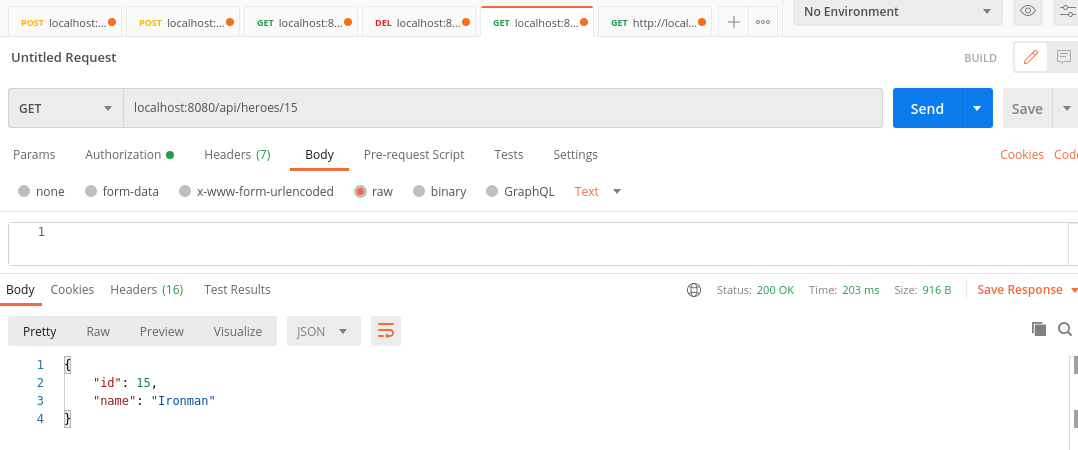 POST localhost:... POST localhost:... GET localhost:8... DEL localhost:8... GET localhost:8... GET http://local... No Environment
Untitled Request BUILD
GET localhost:8080/api/heroes/15 Send Save
Params Authorization Headers (7) Body Pre-request Script Tests Settings Cookies Code
none form-data x-www-form-urlencoded raw binary GraphQL Text
1
Body Cookies Headers (16) Test Results Status: 200 OK Time: 203 ms Size: 916 B Save Response
Pretty Raw Preview Visualize JSON
1 {
2 "id": 15,
3 "name": "Ironman"
4 }